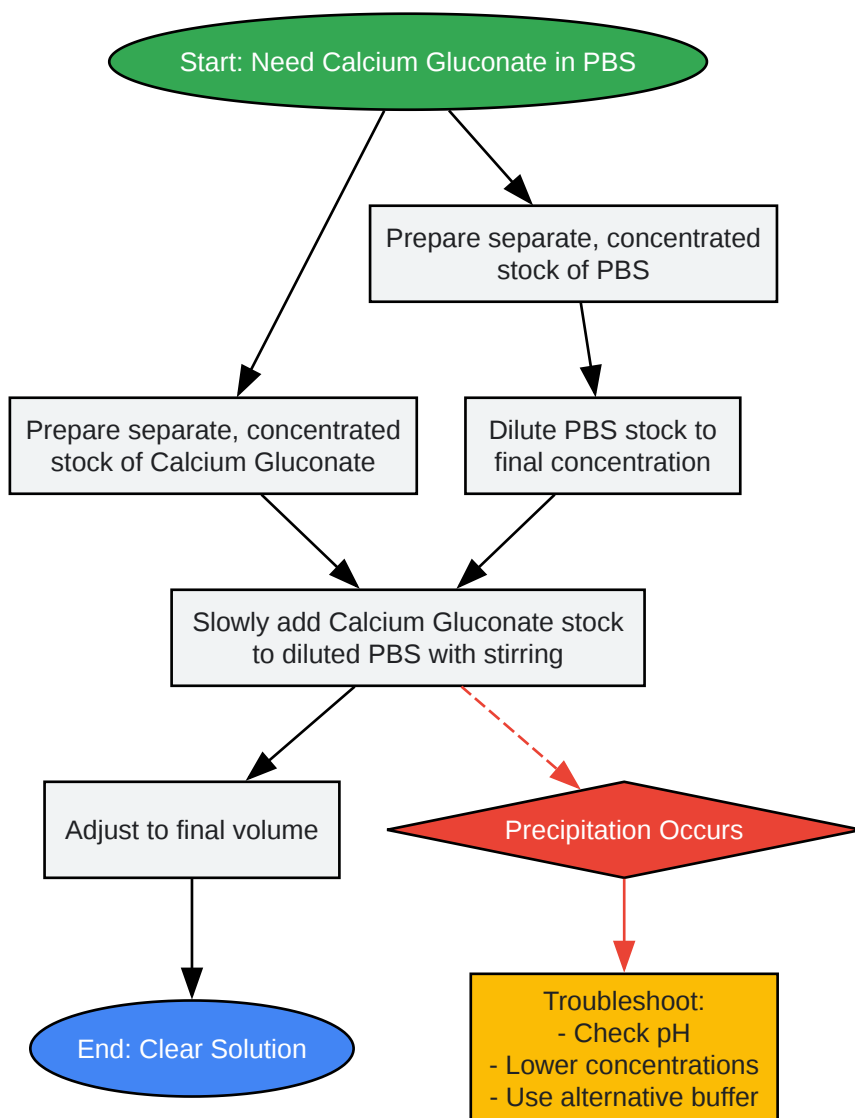 Start: Need Calcium Gluconate in PBS
Prepare separate, concentrated
stock of PBS
Prepare separate, concentrated
stock of Calcium Gluconate
Dilute PBS stock to
final concentration
Slowly add Calcium Gluconate stock
to diluted PBS with stirring
Adjust to final volume
Precipitation Occurs
End: Clear Solution
Troubleshoot:
- Check pH
- Lower concentrations
- Use alternative buffer